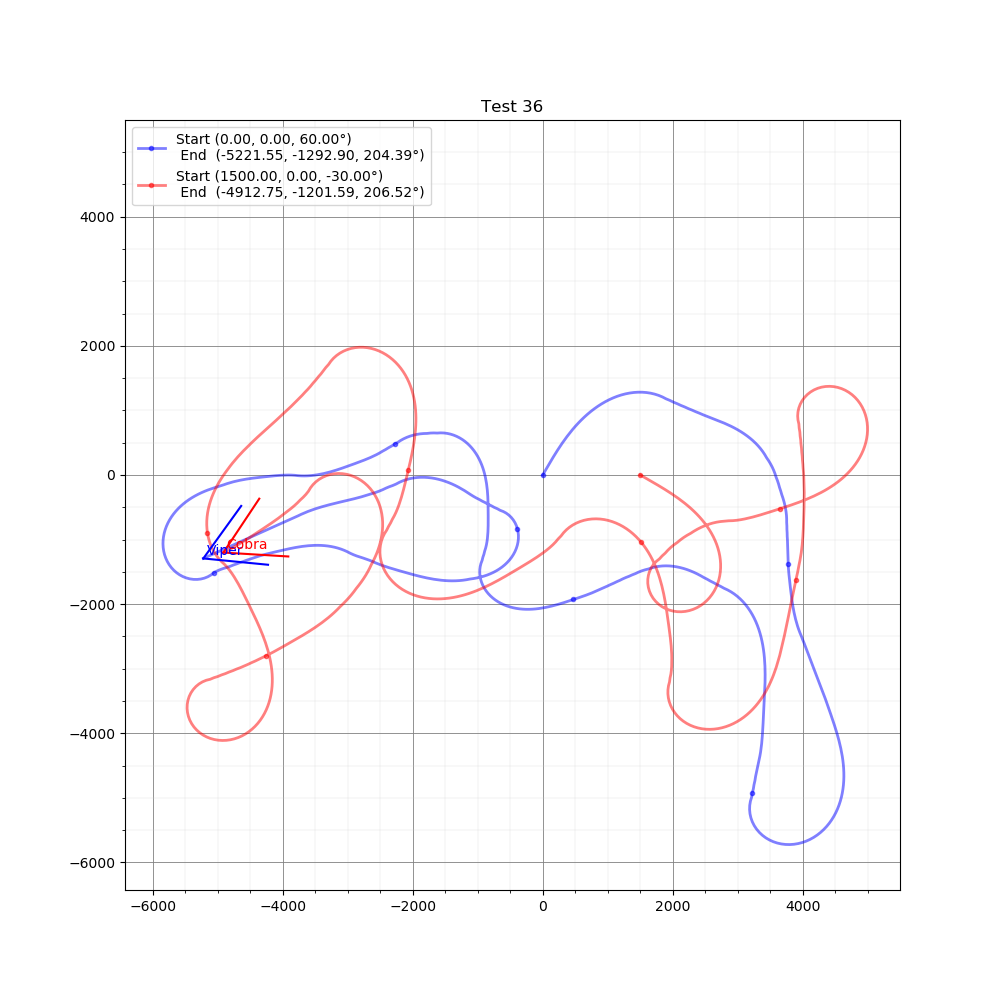 Test 36
Start (0.00, 0.00, 60.00°)
End (-5221.55, -1292.90, 204.39°)
Start (1500.00, 0.00, -30.00°)
End (-4912.75, -1201.59, 206.52°)
4000
2000
0
−2000
−4000
−6000
Viper
−6000 −4000 −2000 0 2000 4000